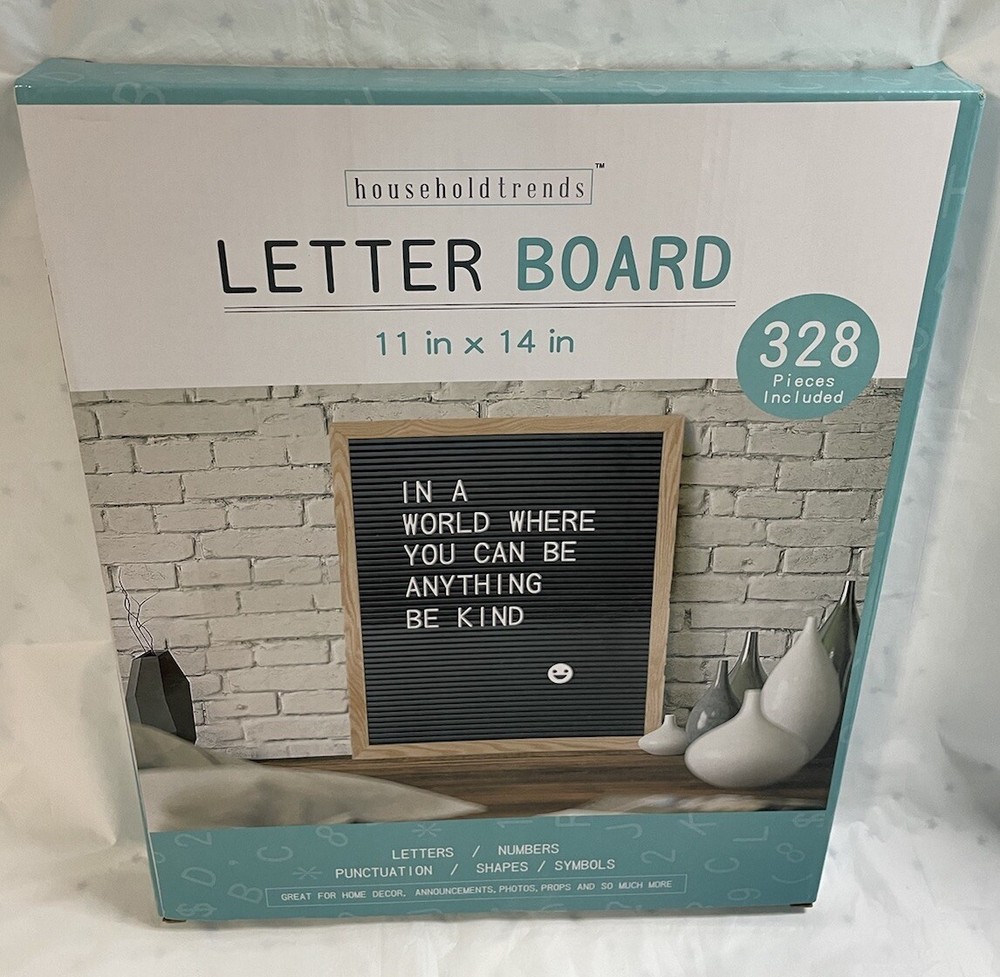 householdtrends™
LETTER BOARD
11 in x 14 in
328
Pieces
Included
IN A
WORLD WHERE
YOU CAN BE
ANYTHING
BE KIND
LETTERS / NUMBERS
PUNCTUATION / SHAPES / SYMBOLS
GREAT FOR HOME DECOR, ANNOUNCEMENTS, PHOTOS, PROPS AND SO MUCH MORE